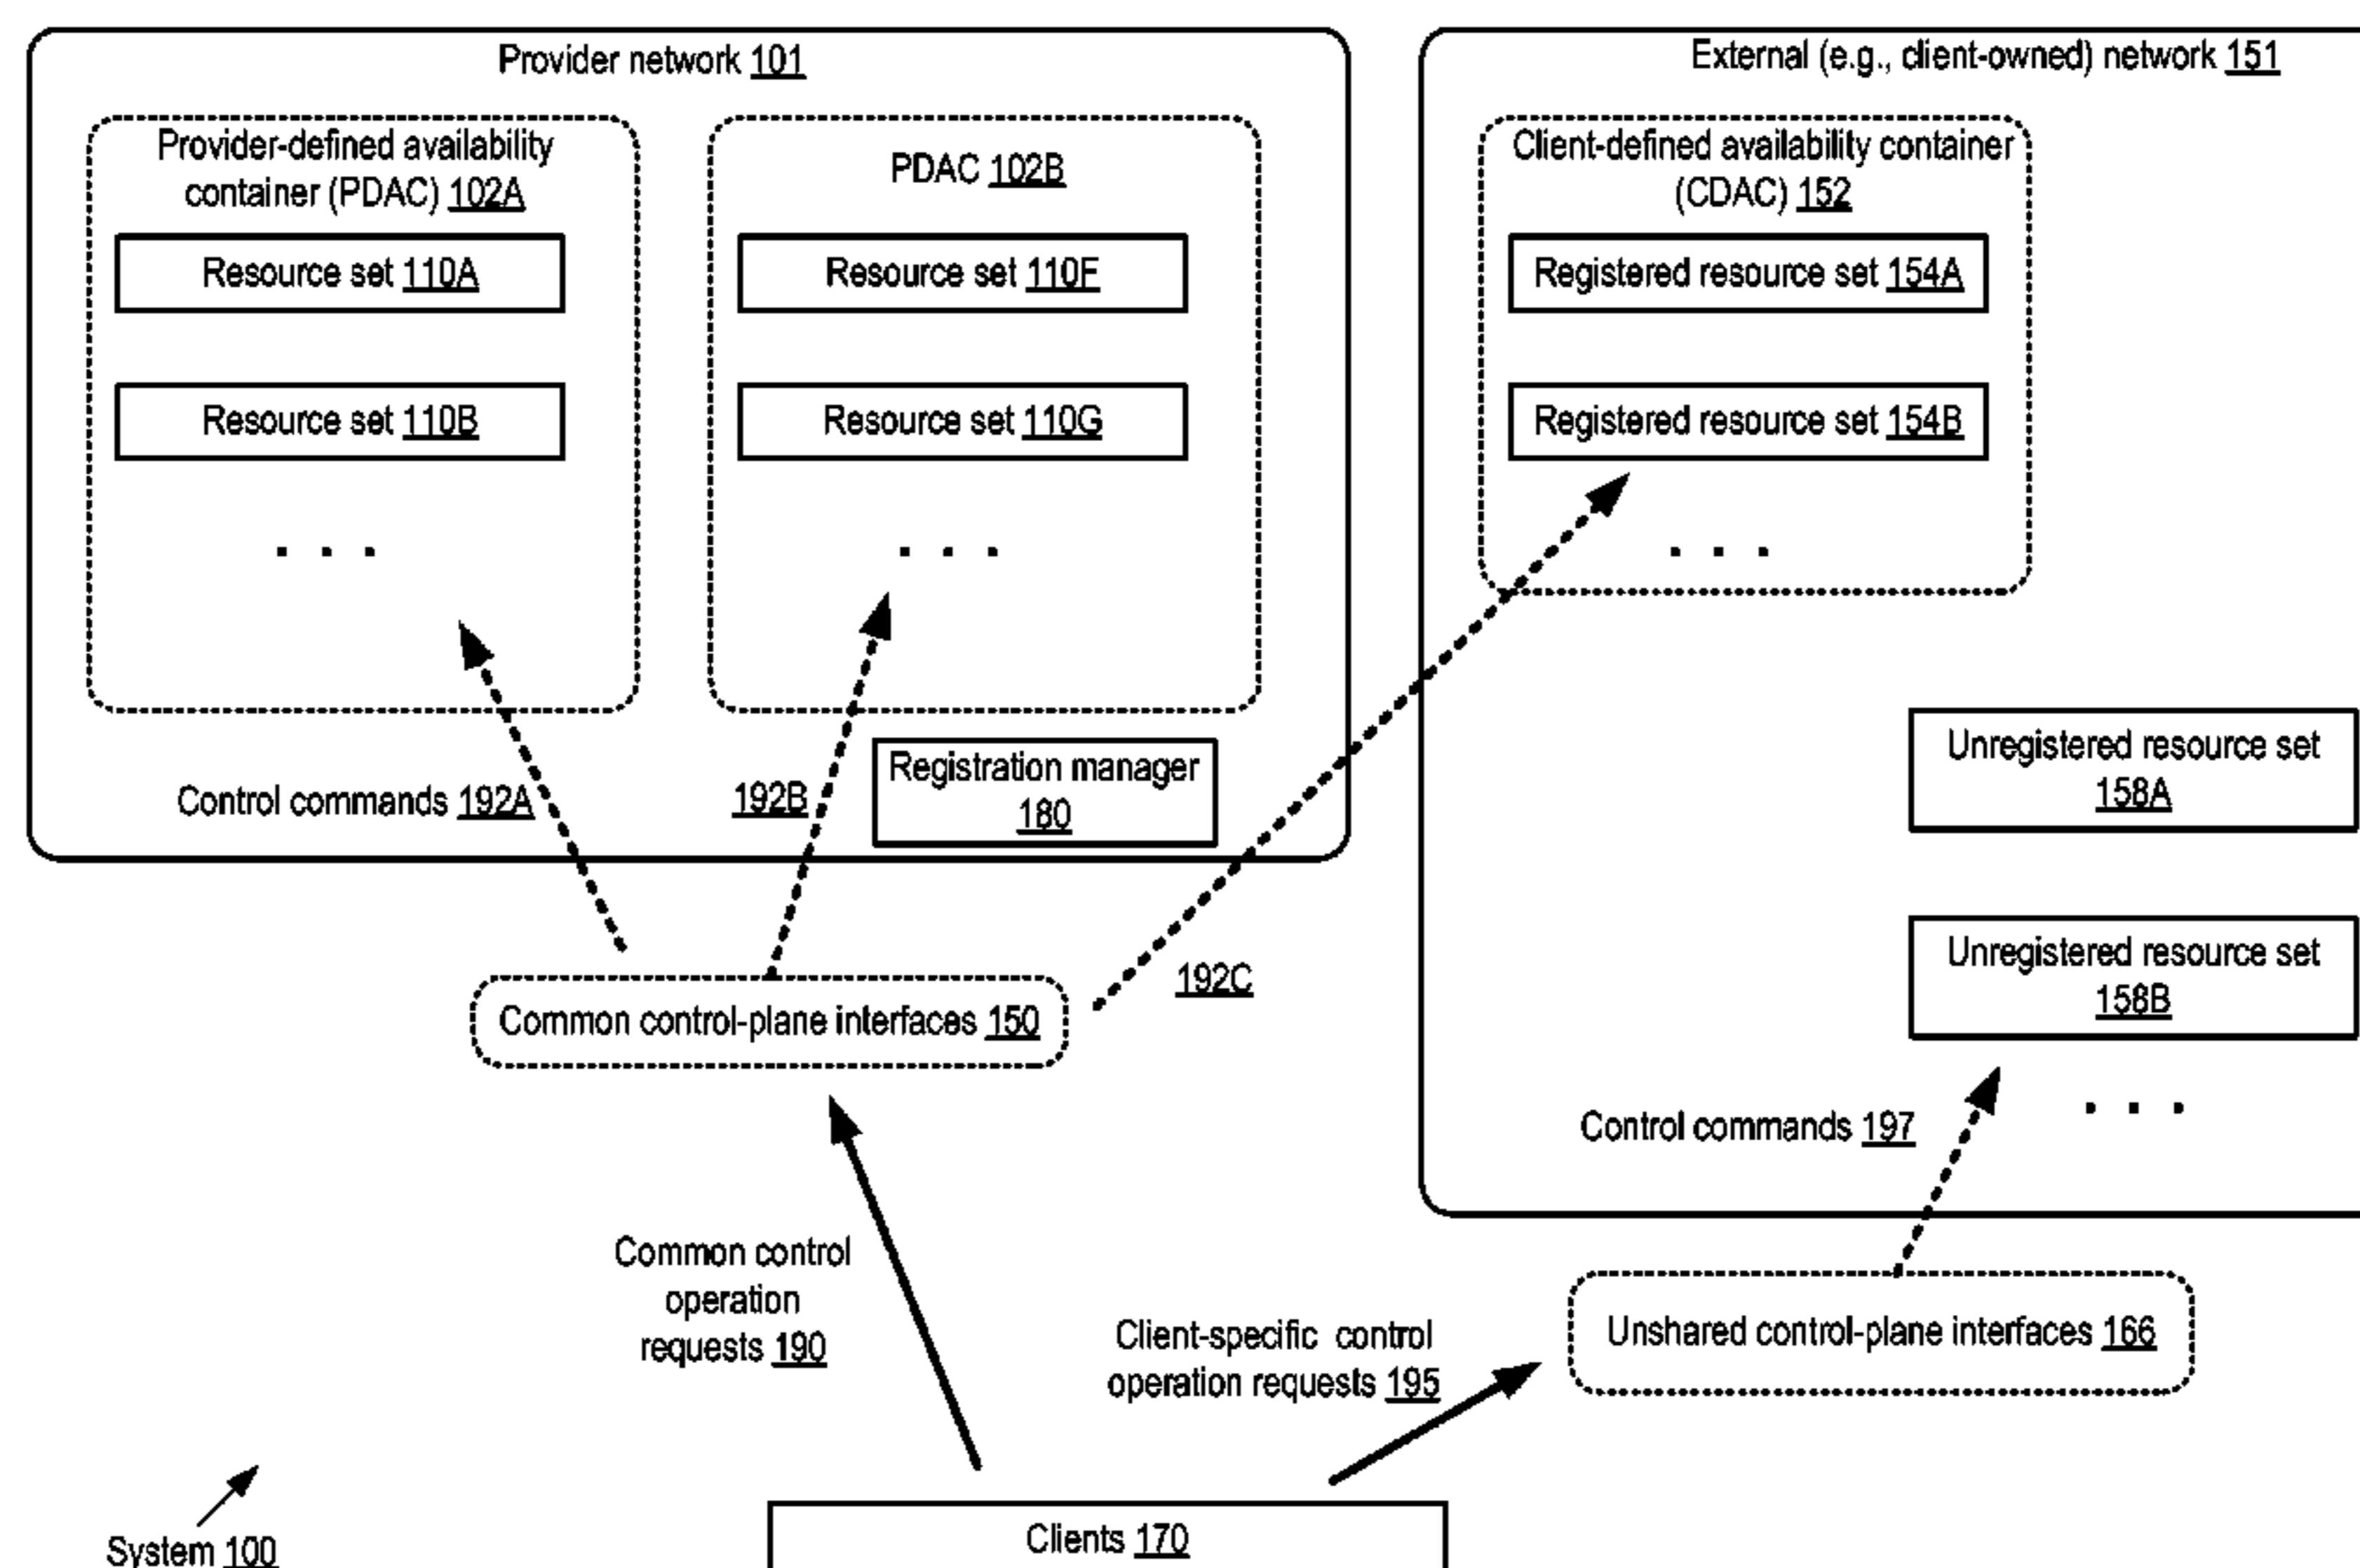 Provider network 101
Provider-defined availability
container (PDAC) 102A
Resource set 110A
Resource set 110B
. . .
PDAC 102B
Resource set 110F
Resource set 110G
. . .
External (e.g., client-owned) network 151
Client-defined availability container
(CDAC) 152
Registered resource set 154A
Registered resource set 154B
. . .
Control commands 192A
192B
Registration manager
180
Unregistered resource set
158A
Unregistered resource set
158B
. . .
192C
Common control-plane interfaces 150
Control commands 197
Common control
operation
requests 190
Client-specific control
operation requests 195
Unshared control-plane interfaces 166
System 100
Clients 170